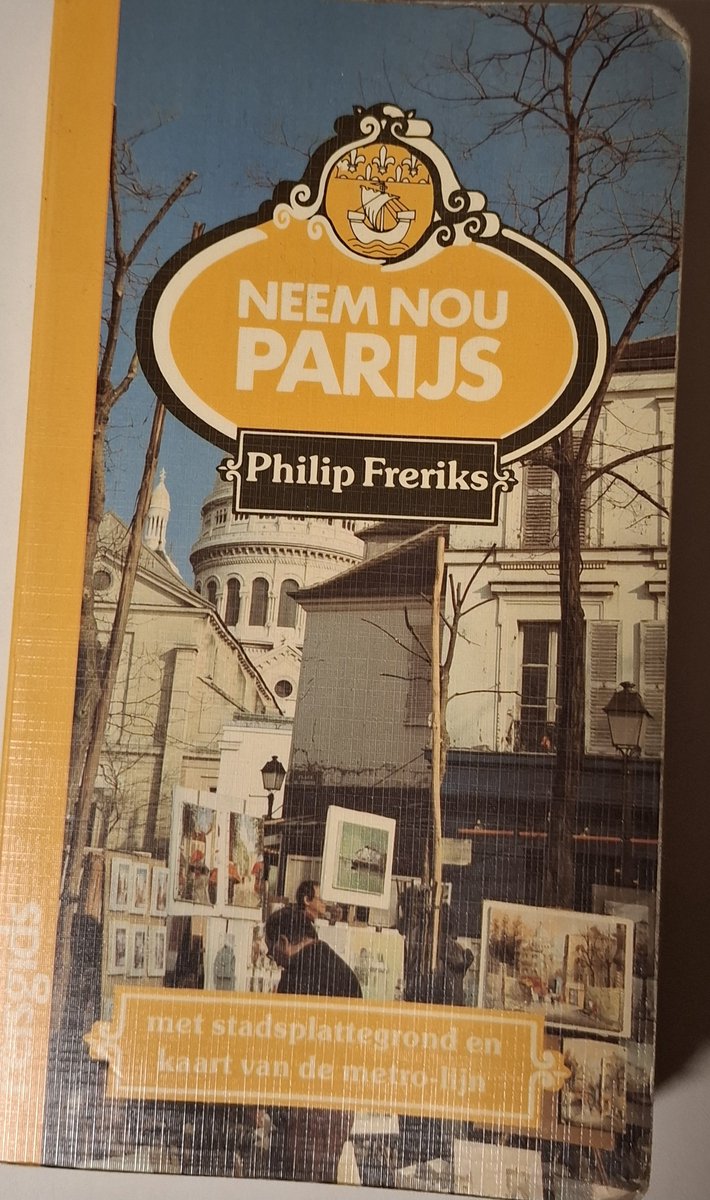 NEEM NOU
PARIJS
Philip Freriks
met stadsplattegrond en
kaart van de metro-lijn